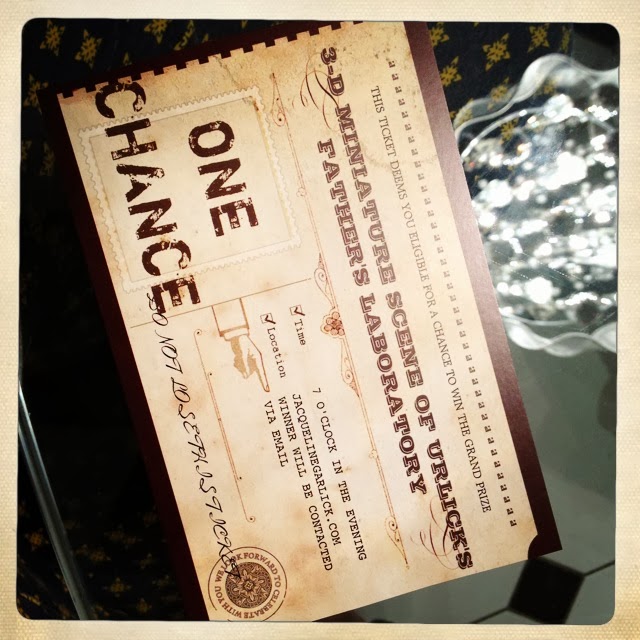 THIS TICKET DEEMS YOU ELIGIBLE FOR A CHANCE TO WIN THE GRAND PRIZE
3-D MINIATURE SCENE OF URLICK'S
FATHER'S LABORATORY
Time
7 O'CLOCK IN THE EVENING
Location
JACQUELINEGARLICK.COM
WINNER WILL BE CONTACTED
VIA EMAIL
ONE
CHANCE
DO NOT LOSE THIS TICKET
WE LOOK FORWARD TO CELEBRATE WITH YOU